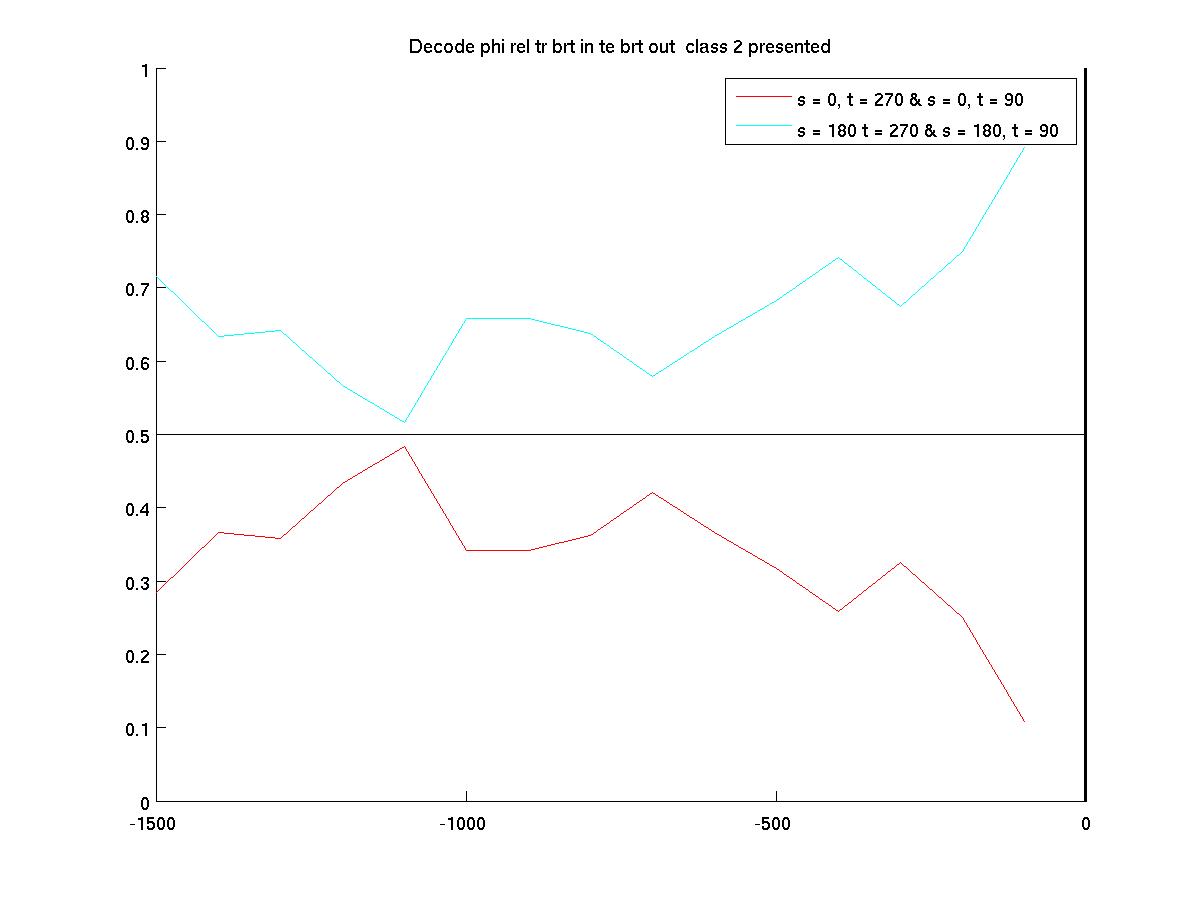 Decode phi rel tr brt in te brt out  class 2 presented
s = 0, t = 270 & s = 0, t = 90
s = 180 t = 270 & s = 180, t = 90
1
0.9
0.8
0.7
0.6
0.5
0.4
0.3
0.2
0.1
0
-1500 -1000 -500 0